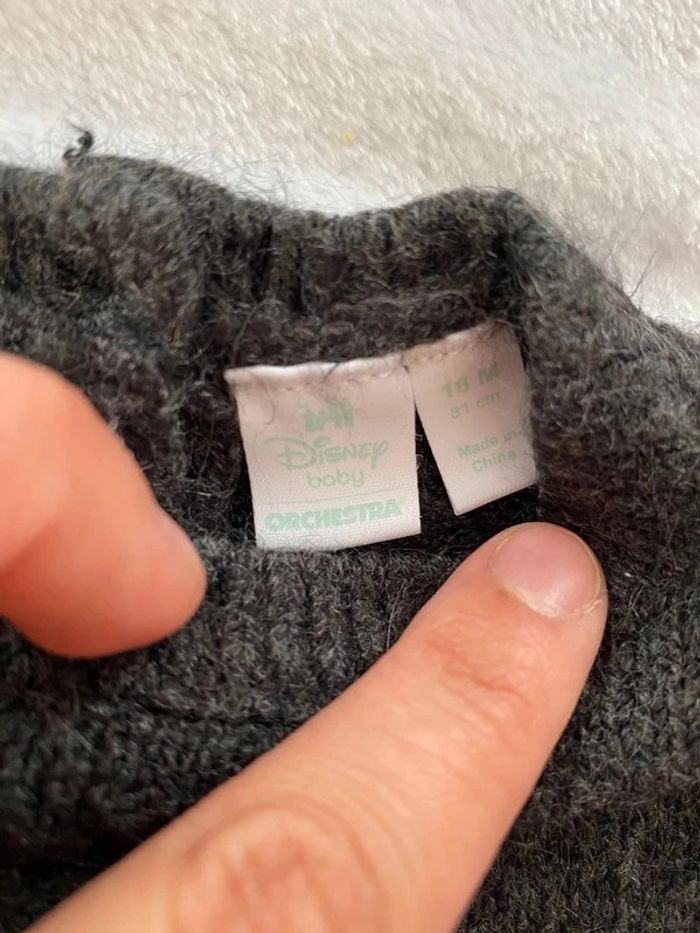 Disney
baby
ORCHESTRA
18 M
81 cm
Made in
China